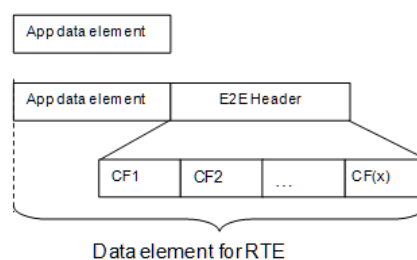 App data element
App data element E2E Header
CF1 CF2 ... CF(x)
Data element for RTE